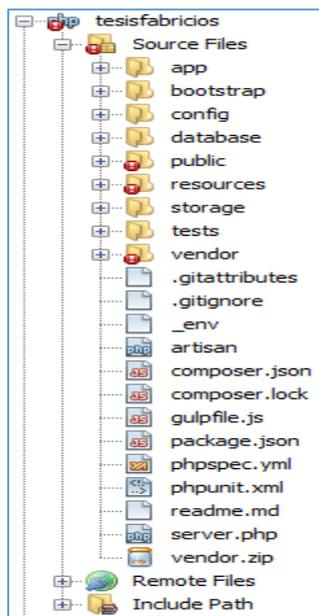 tesisfabricios
Source Files
app
bootstrap
config
database
public
resources
storage
tests
vendor
.gitattributes
.gitignore
_env
artisan
composer.json
composer.lock
gulpfile.js
package.json
phpspec.yml
phpunit.xml
readme.md
server.php
vendor.zip
Remote Files
Include Path